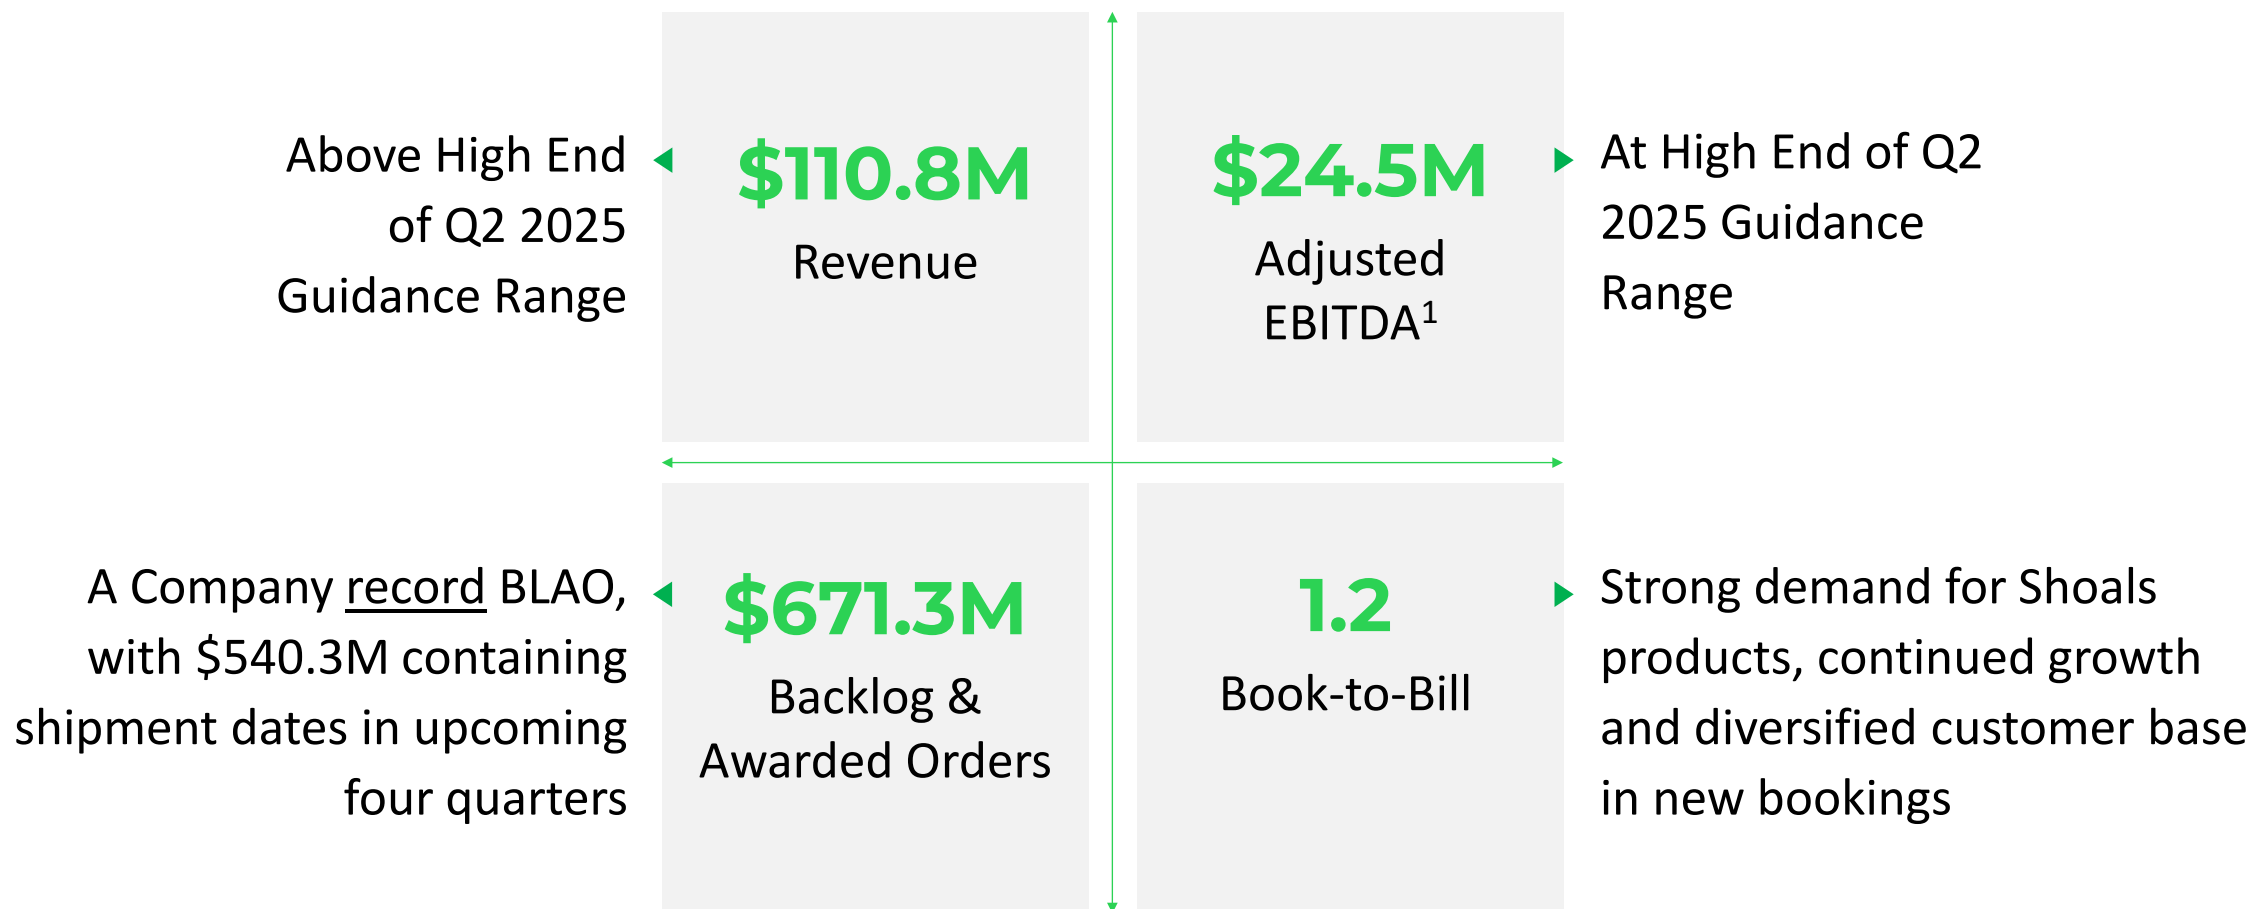 Above High End
of Q2 2025
Guidance Range
$110.8M
Revenue
$24.5M
Adjusted
EBITDA¹
At High End of Q2
2025 Guidance
Range
A Company record BLAO,
with $540.3M containing
shipment dates in upcoming
four quarters
$671.3M
Backlog &
Awarded Orders
1.2
Book-to-Bill
Strong demand for Shoals
products, continued growth
and diversified customer base
in new bookings